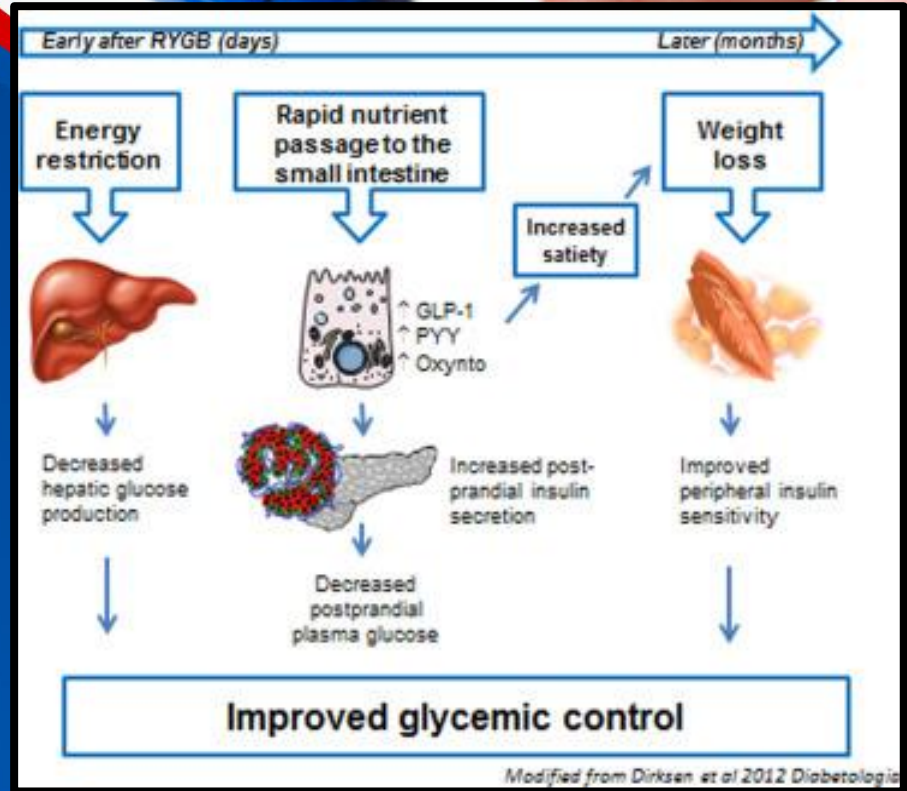 Early after RYGB (days)
Later (months)
Energy
restriction
Rapid nutrient
passage to the
small intestine
Weight
loss
Increased
satiety
↑ GLP-1
↑ PYY
↑ Oxynto
Decreased
hepatic glucose
production
Increased post-
prandial insulin
secretion
Improved
peripheral insulin
sensitivity
Decreased
postprandial
plasma glucose
Improved glycemic control
Modified from Dirksen et al 2012 Diabetologia